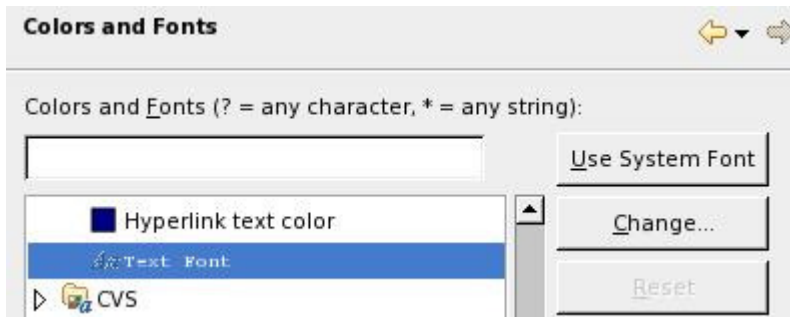 Colors and Fonts
Colors and Fonts (? = any character, * = any string):
Use System Font
Hyperlink text color
Change...
Text Font
Reset
CVS